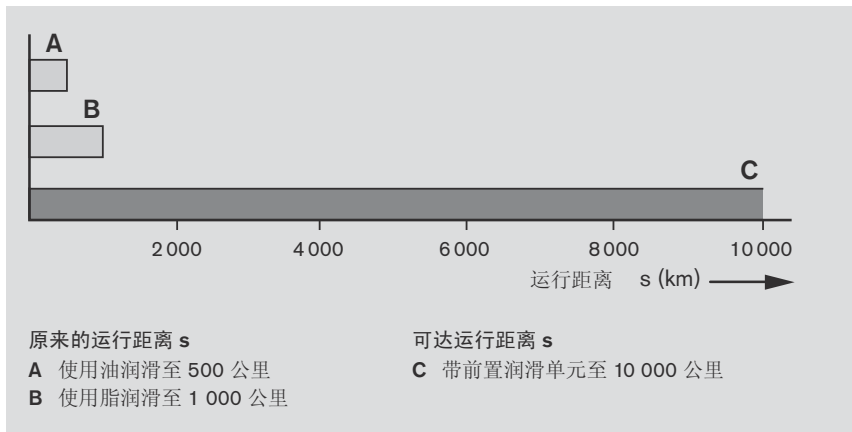 A
B
C
2 000 4 000 6 000 8 000 10 000
运行距离 s (km)
原来的运行距离 s
A 使用油润滑至 500 公里
B 使用脂润滑至 1 000 公里
可达运行距离 s
C 带前置润滑单元至 10 000 公里